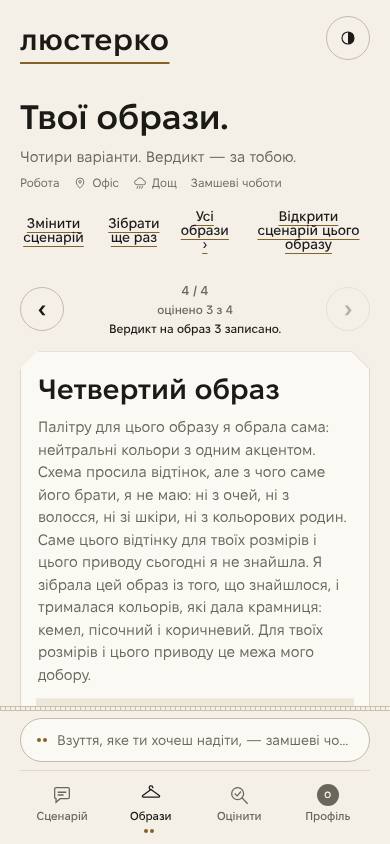 люстерко
Твої образи.
Чотири варіанти. Вердикт — за тобою.
Робота Офіс Дощ Замшеві чоботи
Змінити
сценарій
Зібрати
ще раз
Усі
образи
›
Відкрити
сценарій цього
образу
‹
4 / 4
оцінено 3 з 4
Вердикт на образ 3 записано.
›
Четвертий образ
Палітру для цього образу я обрала сама:
нейтральні кольори з одним акцентом.
Схема просила відтінок, але з чого саме
його брати, я не маю: ні з очей, ні з
волосся, ні зі шкіри, ні з кольорових родин.
Саме цього відтінку для твоїх розмірів і
цього приводу сьогодні я не знайшла. Я
зібрала цей образ із того, що знайшлося, і
трималася кольорів, які дала крамниця:
кемел, пісочний і коричневий. Для твоїх
розмірів і цього приводу це межа мого
добору.
Взуття, яке ти хочеш надіти, — замшеві чо…
Сценарій
Образи
Оцінити
О
Профіль